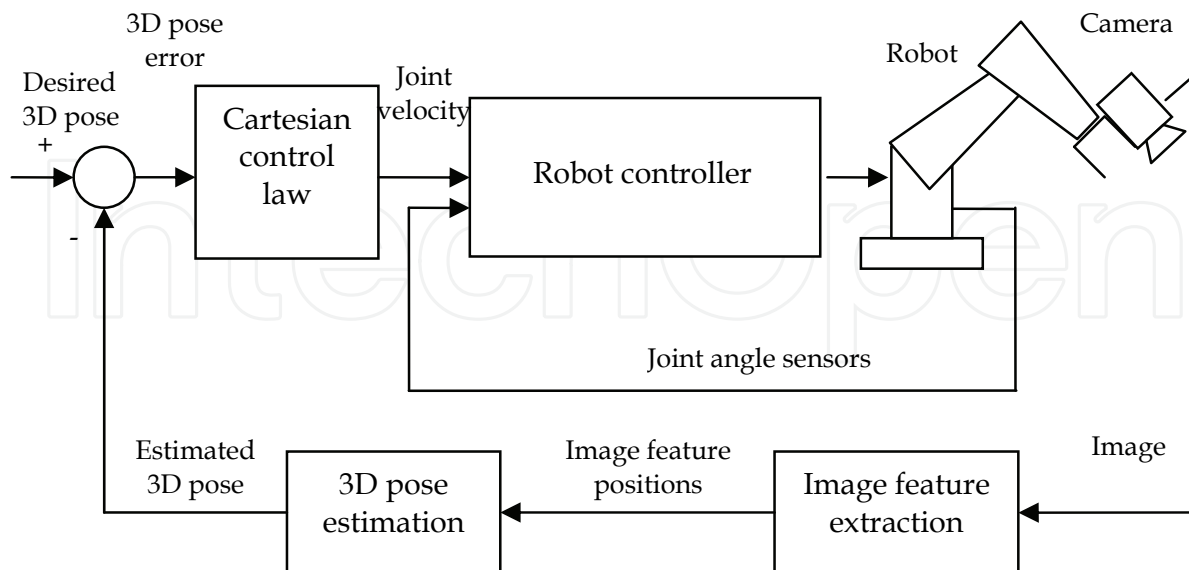 3D pose
error
Camera
Robot
Desired
3D pose
+
-
Joint
velocity
Cartesian
control
law
Robot controller
Joint angle sensors
Estimated
3D pose
3D pose
estimation
Image feature
positions
Image feature
extraction
Image
IntechOpen